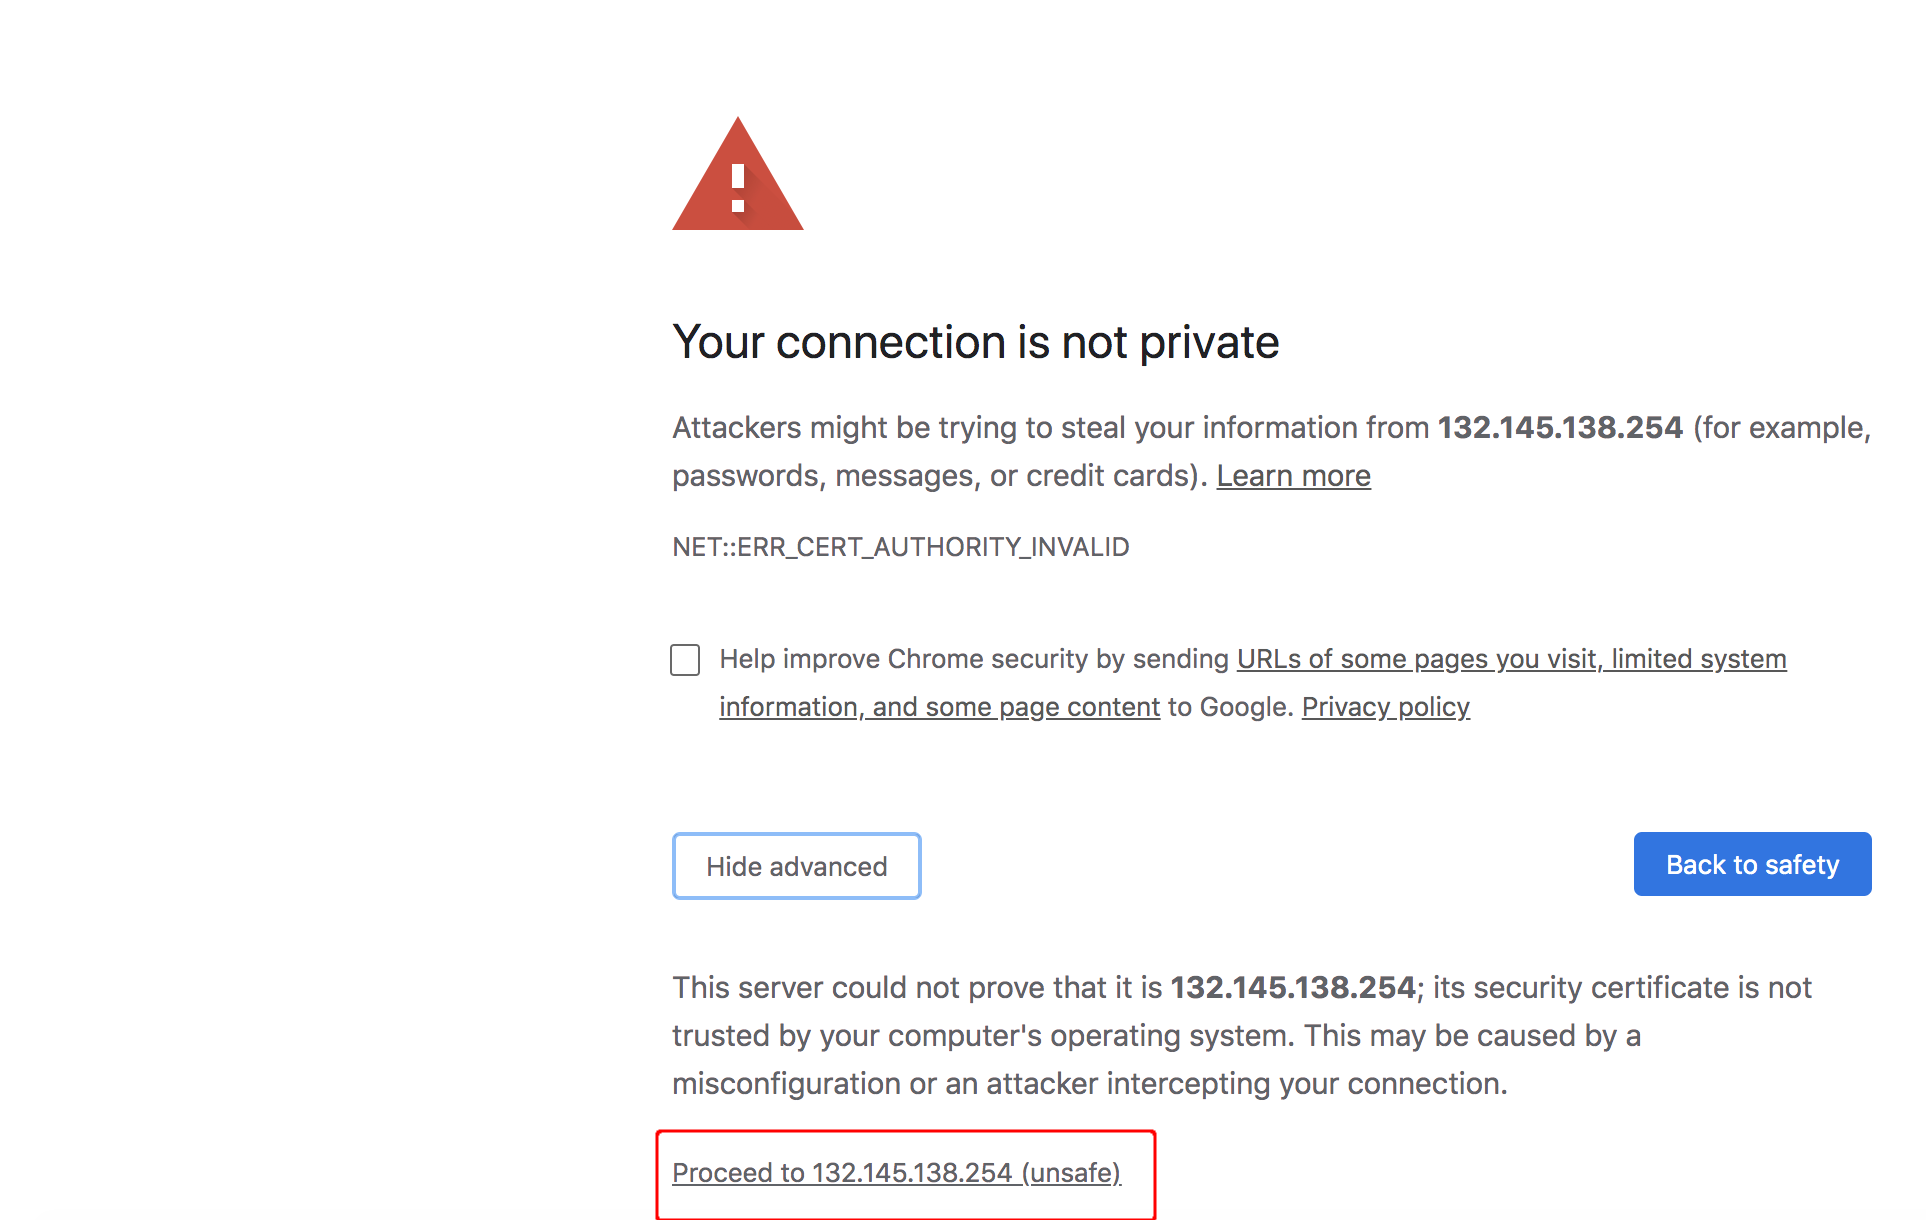 Your connection is not private
Attackers might be trying to steal your information from 132.145.138.254 (for example,
passwords, messages, or credit cards). Learn more
NET::ERR_CERT_AUTHORITY_INVALID
Help improve Chrome security by sending URLs of some pages you visit, limited system
information, and some page content to Google. Privacy policy
Hide advanced
Back to safety
This server could not prove that it is 132.145.138.254; its security certificate is not
trusted by your computer's operating system. This may be caused by a
misconfiguration or an attacker intercepting your connection.
Proceed to 132.145.138.254 (unsafe)